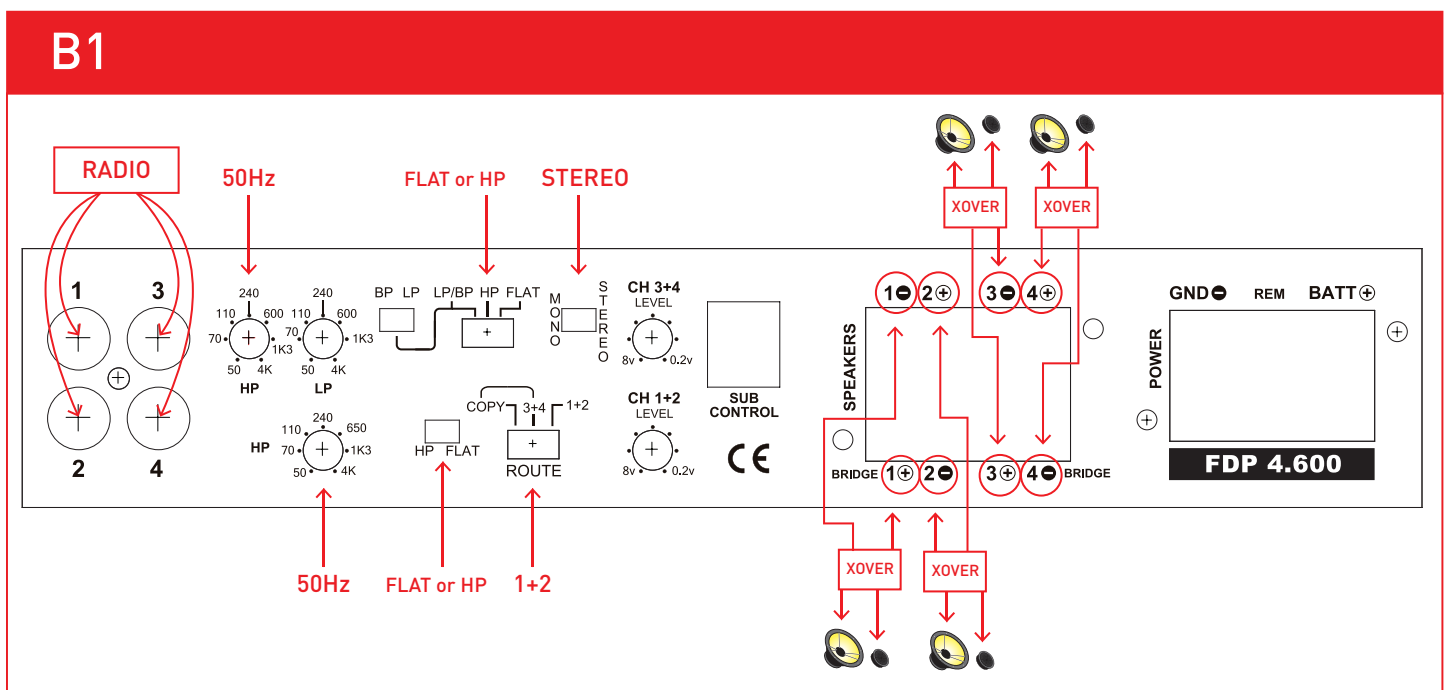 B1
RADIO
50Hz
FLAT or HP
STEREO
XOVER
XOVER
1
3
2
4
240
110
600
70
1K3
50
4K
HP
240
110
600
70
1K3
50
4K
LP
BP LP
LP/BP HP FLAT
MONO
STEREO
CH 3+4
LEVEL
8v
0.2v
SUB
CONTROL
HP
240
110
650
70
1K3
50
4K
HP FLAT
COPY
3+4
1+2
ROUTE
CH 1+2
LEVEL
8v
0.2v
CE
SPEAKERS
1⊖
2⊕
3⊖
4⊕
BRIDGE
1⊕
2⊖
3⊕
4⊖
BRIDGE
GND⊖
REM
BATT⊕
POWER
FDP 4.600
50Hz
FLAT or HP
1+2
XOVER
XOVER